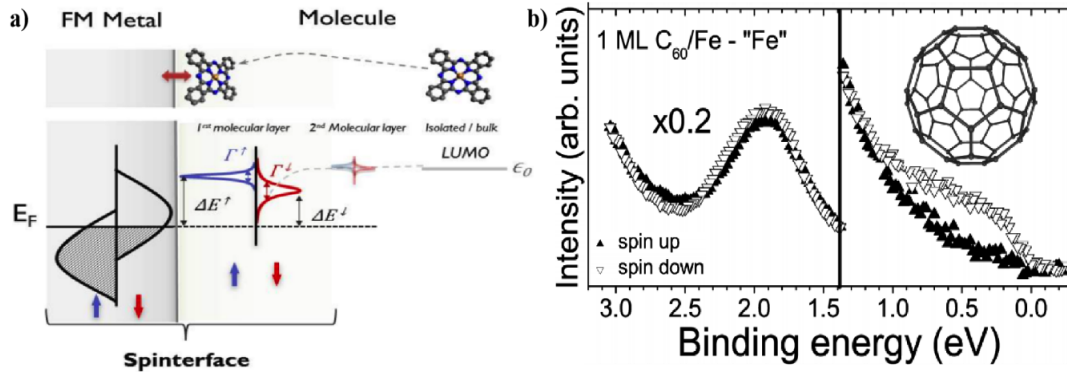 a)
FM Metal
Molecule
1st molecular layer
2nd Molecular layer
Isolated / bulk
LUMO
ϵ0
Γ↑
Γ↓
ΔE↑
ΔE↓
EF
Spinterface
b)
1 ML C60/Fe - "Fe"
x0.2
Intensity (arb. units)
▲ spin up
▽ spin down
3.0 2.5 2.0 1.5 1.0 0.5 0.0
Binding energy (eV)